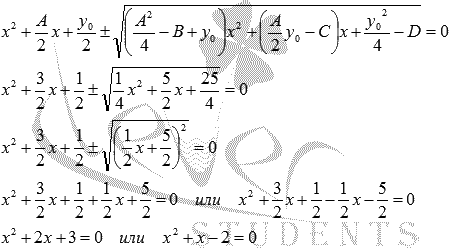 x² + A/2 x + y₀/2 ± √((A²/4 − B + y₀)x² + (A/2 y₀ − C)x + y₀²/4 − D) = 0
x² + 3/2 x + 1/2 ± √(1/4 x² + 5/2 x + 25/4) = 0
x² + 3/2 x + 1/2 ± √((1/2 x + 5/2)²) = 0
x² + 3/2 x + 1/2 + 1/2 x + 5/2 = 0 или x² + 3/2 x + 1/2 − 1/2 x − 5/2 = 0
STUDENTS
x² + 2x + 3 = 0 или x² + x − 2 = 0